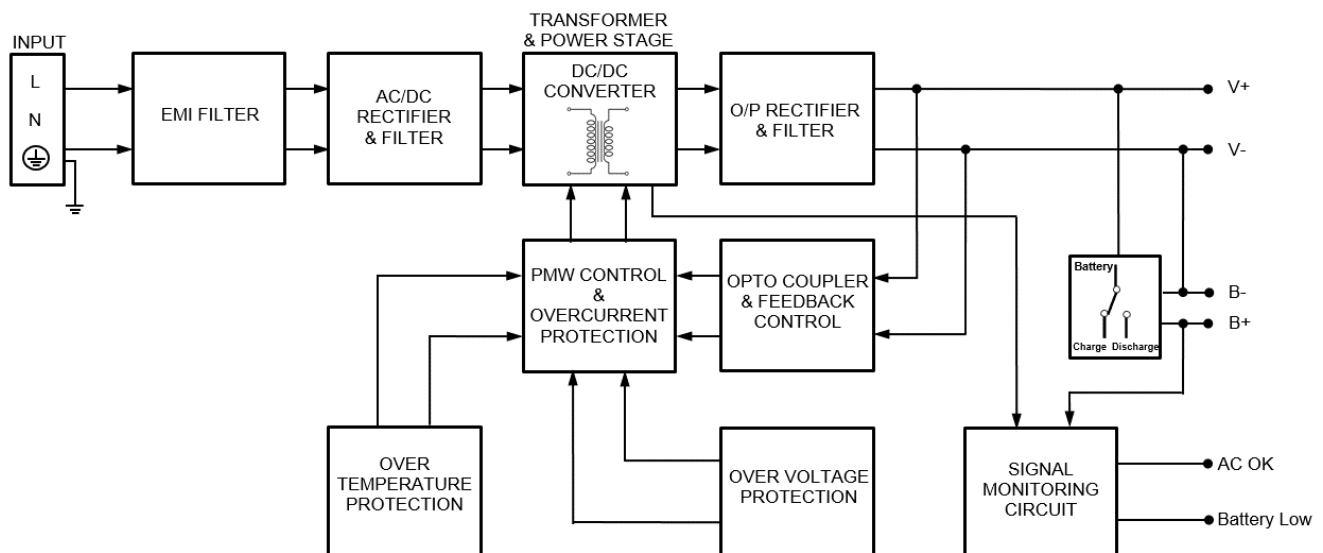 TRANSFORMER
& POWER STAGE
INPUT
L
N
EMI FILTER
AC/DC
RECTIFIER
& FILTER
DC/DC
CONVERTER
O/P RECTIFIER
& FILTER
V+
V-
PMW CONTROL
&
OVERCURRENT
PROTECTION
OPTO COUPLER
& FEEDBACK
CONTROL
Battery
Charge Discharge
B-
B+
OVER
TEMPERATURE
PROTECTION
OVER VOLTAGE
PROTECTION
SIGNAL
MONITORING
CIRCUIT
AC OK
Battery Low